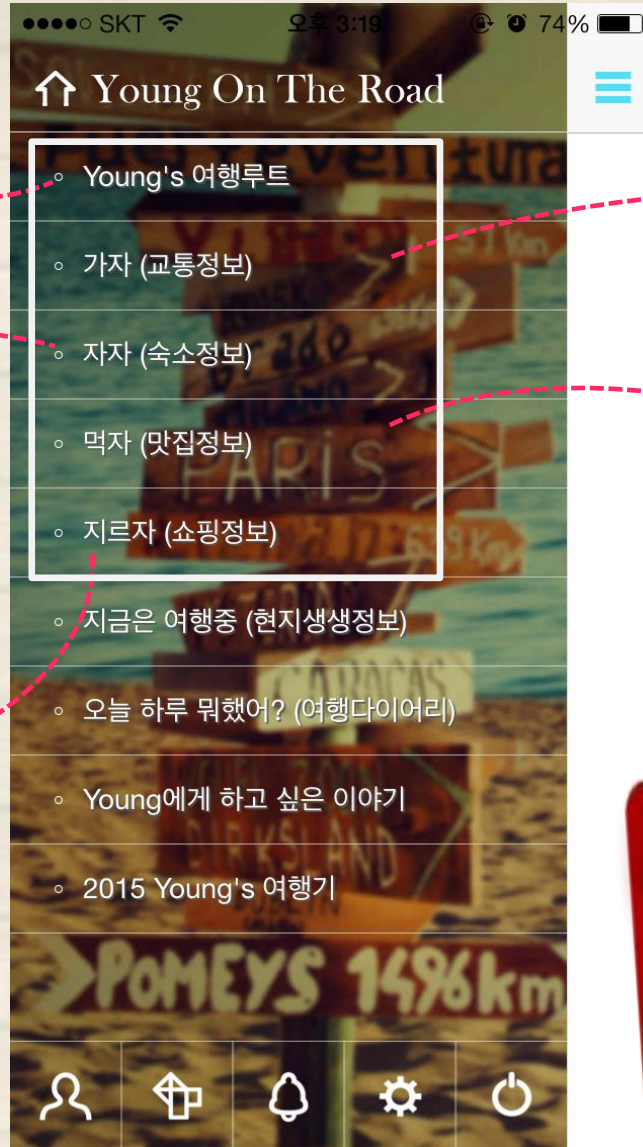 SKT 오후 3:19 74%
Young On The Road
Young's 여행루트
가자 (교통정보)
자자 (숙소정보)
먹자 (맛집정보)
PARIS
지르자 (쇼핑정보)
지금은 여행중 (현지생생정보)
CARACAS
오늘 하루 뭐했어? (여행다이어리)
Young에게 하고 싶은 이야기
2015 Young's 여행기
POMEYS 1496km